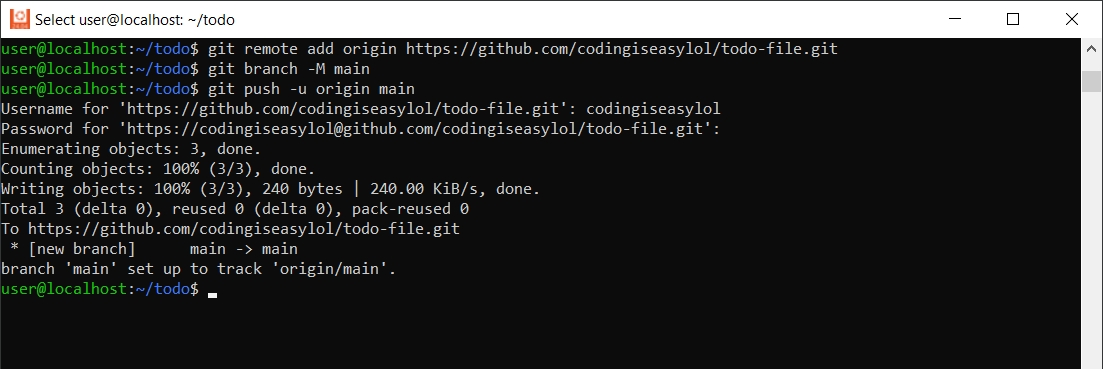 Select user@localhost: ~/todo
user@localhost:~/todo$ git remote add origin https://github.com/codingiseasylol/todo-file.git
user@localhost:~/todo$ git branch -M main
user@localhost:~/todo$ git push -u origin main
Username for 'https://github.com/codingiseasylol/todo-file.git': codingiseasylol
Password for 'https://codingiseasylol@github.com/codingiseasylol/todo-file.git':
Enumerating objects: 3, done.
Counting objects: 100% (3/3), done.
Writing objects: 100% (3/3), 240 bytes | 240.00 KiB/s, done.
Total 3 (delta 0), reused 0 (delta 0), pack-reused 0
To https://github.com/codingiseasylol/todo-file.git
 * [new branch]      main -> main
branch 'main' set up to track 'origin/main'.
user@localhost:~/todo$